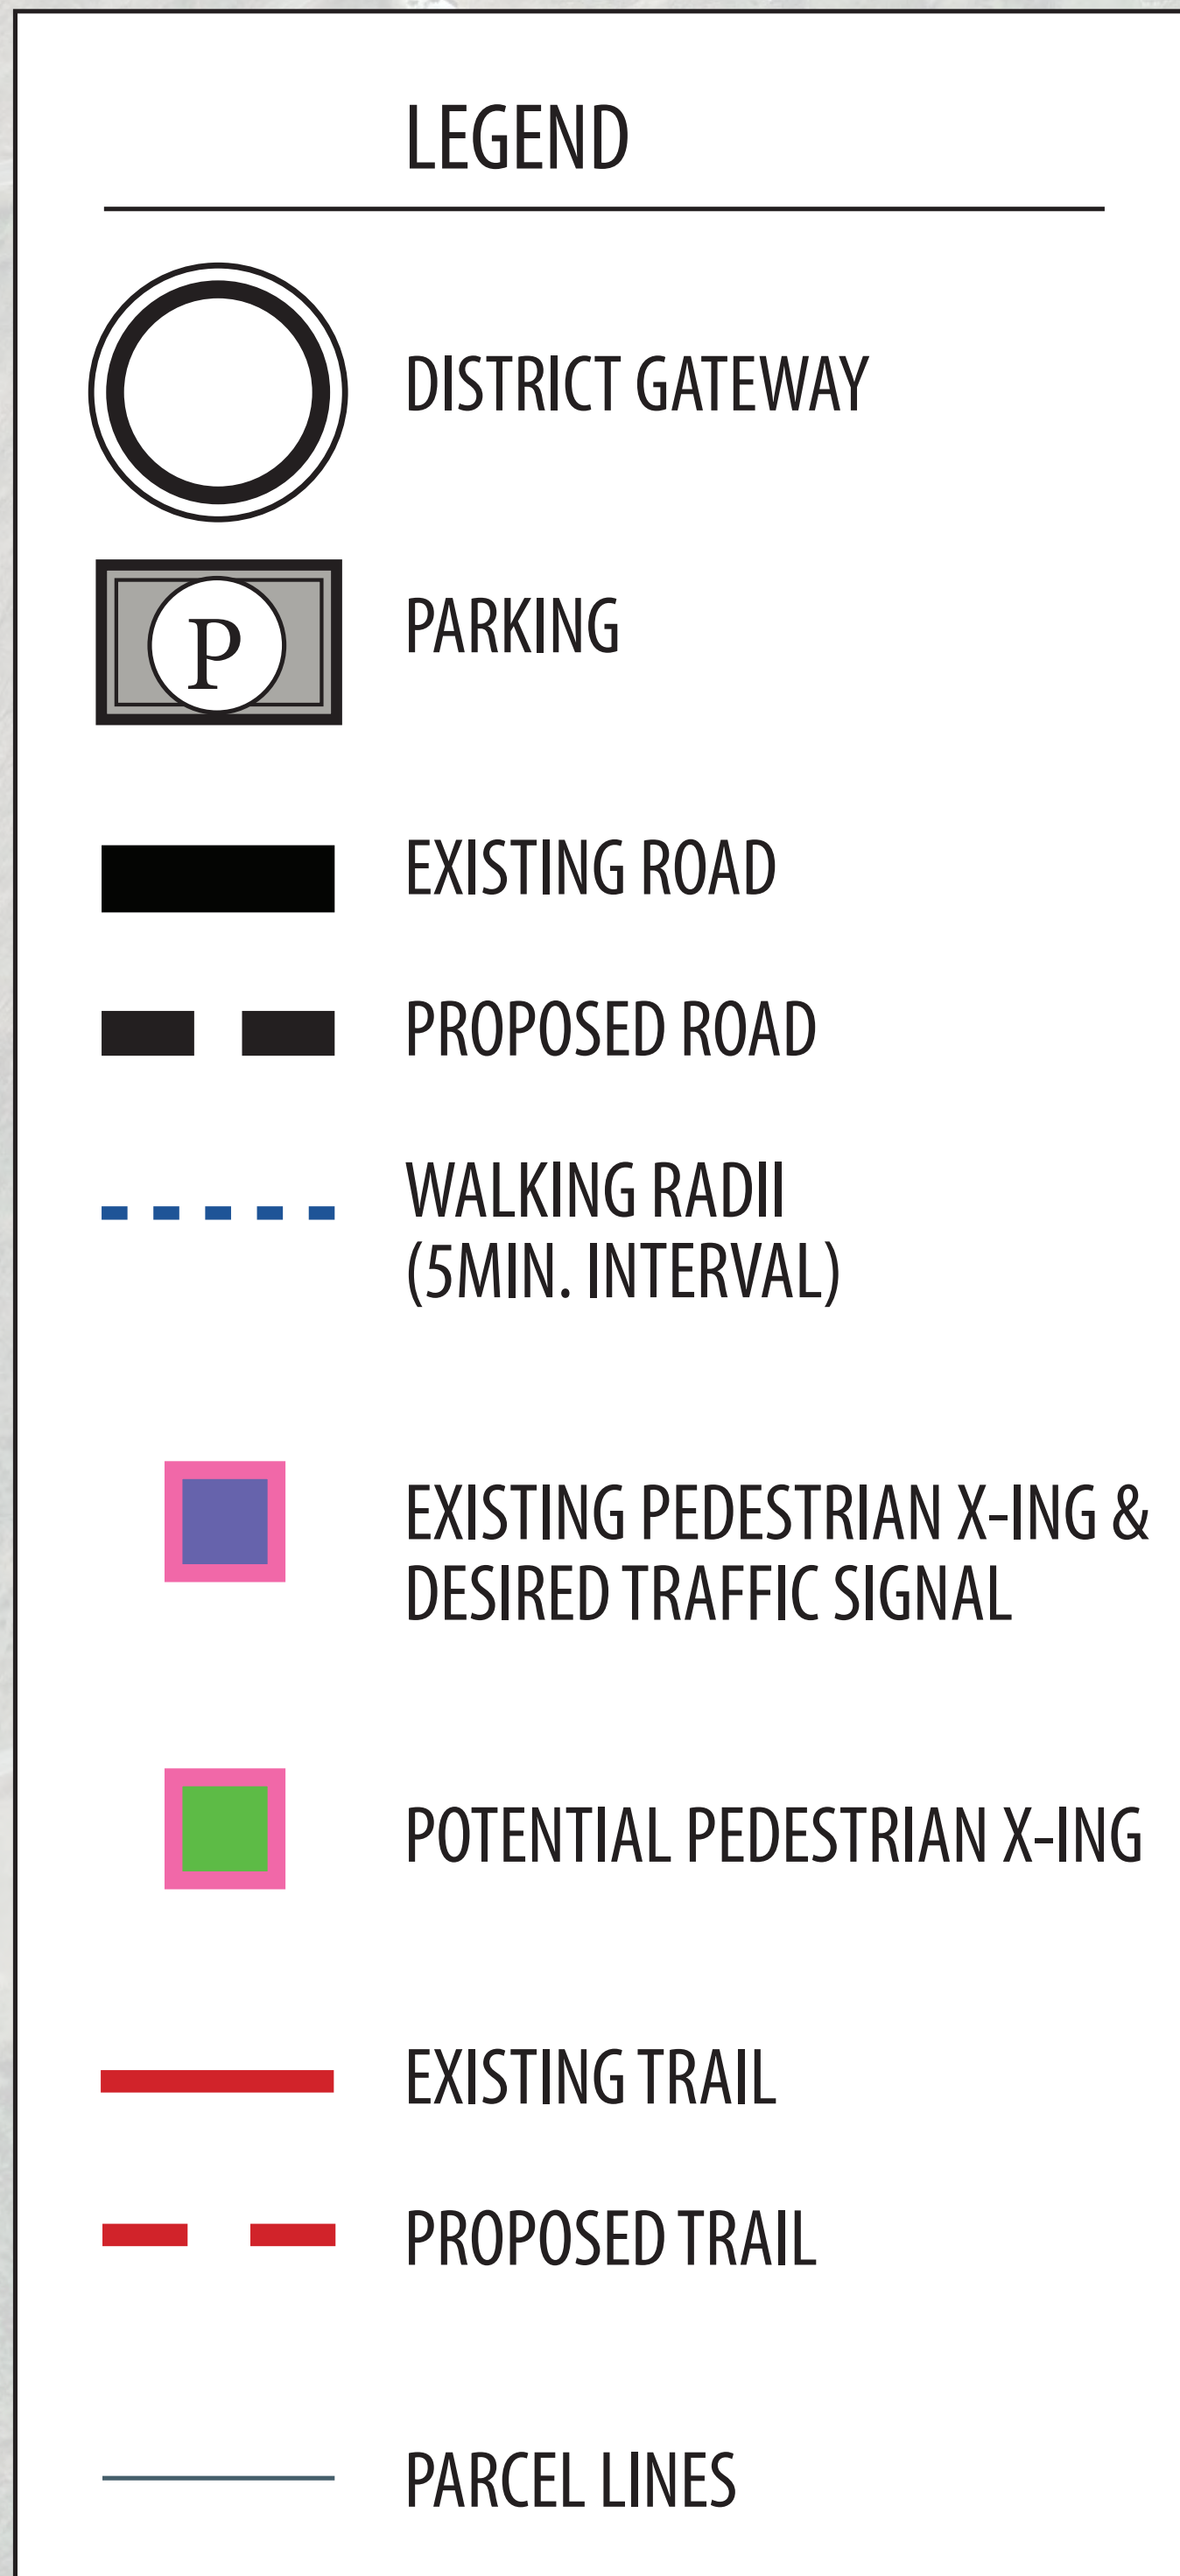 LEGEND
DISTRICT GATEWAY
P
PARKING
EXISTING ROAD
PROPOSED ROAD
WALKING RADII
(5MIN. INTERVAL)
EXISTING PEDESTRIAN X-ING &
DESIRED TRAFFIC SIGNAL
POTENTIAL PEDESTRIAN X-ING
EXISTING TRAIL
PROPOSED TRAIL
PARCEL LINES